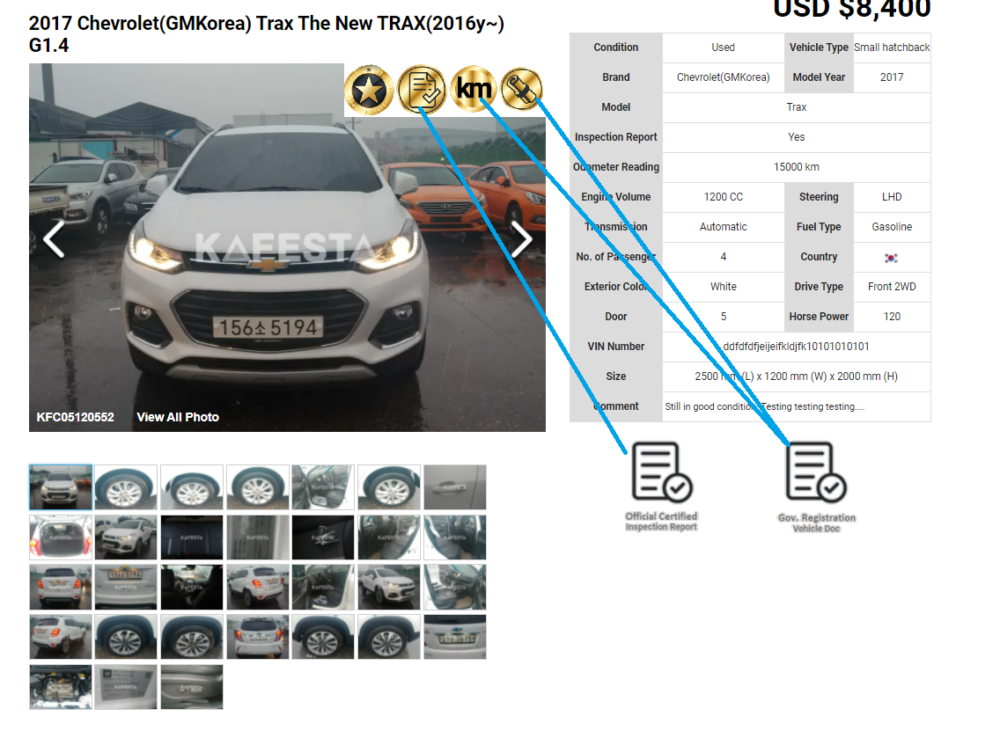 USD $8,400
2017 Chevrolet(GMKorea) Trax The New TRAX(2016y~)
G1.4
km
KAFESTA
156소 5194
KFC05120552 View All Photo
Condition Used Vehicle Type Small hatchback
Brand Chevrolet(GMKorea) Model Year 2017
Model Trax
Inspection Report Yes
Odometer Reading 15000 km
Engine Volume 1200 CC Steering LHD
Transmission Automatic Fuel Type Gasoline
No. of Passenger 4 Country
Exterior Color White Drive Type Front 2WD
Door 5 Horse Power 120
VIN Number ddfdfdfjeijeifkldjfk10101010101
Size 2500 mm (L) x 1200 mm (W) x 2000 mm (H)
Comment Still in good condition. Testing testing testing....
Official Certified
Inspection Report
Gov. Registration
Vehicle Doc